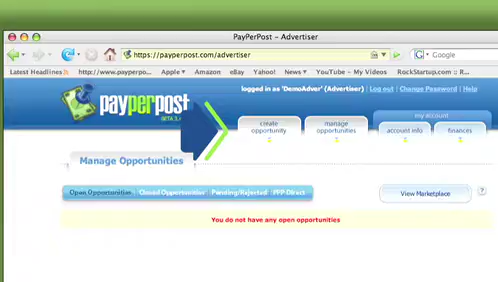 PayPerPost - Advertiser
https://payperpost.com/advertiser
Google
Latest Headlines
http://www.payperpo...
Apple
Amazon
eBay
Yahoo!
News
YouTube - My Videos
RockStartup.com :: R...
logged in as 'DemoAdver' (Advertiser) | Log out | Change Password | Help
payperpost
create opportunity
manage opportunities
my account
account info
finances
Manage Opportunities
Open Opportunities
Closed Opportunities
Pending/Rejected
PPP-Direct
View Marketplace
?
You do not have any open opportunities